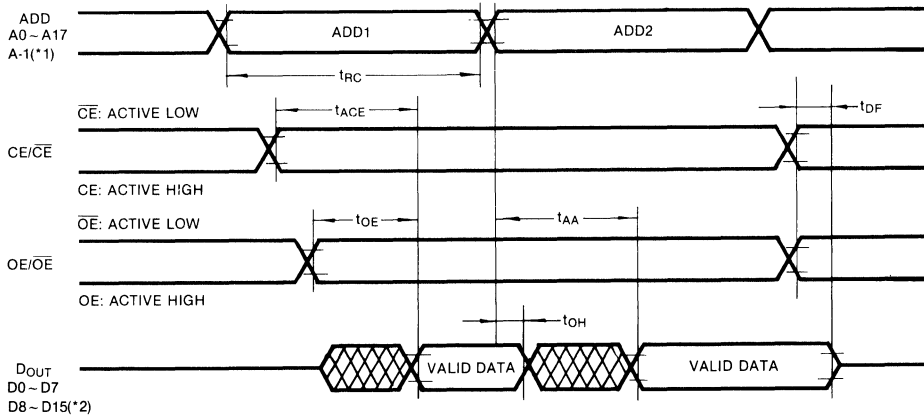 ADD
A0~A17
A-1(*1)
ADD1
ADD2
tRC
CE: ACTIVE LOW
tACE
tDF
CE/CE
CE: ACTIVE HIGH
OE: ACTIVE LOW
tOE
tAA
OE/OE
OE: ACTIVE HIGH
tOH
DOUT
D0~D7
D8~D15(*2)
VALID DATA
VALID DATA